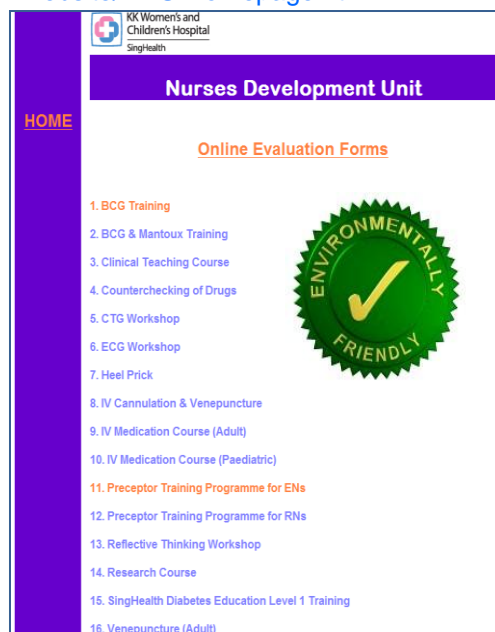 KK Women's and
Children's Hospital
SingHealth
Nurses Development Unit
HOME
Online Evaluation Forms
1. BCG Training
2. BCG & Mantoux Training
3. Clinical Teaching Course
4. Counterchecking of Drugs
5. CTG Workshop
6. ECG Workshop
7. Heel Prick
8. IV Cannulation & Venepuncture
9. IV Medication Course (Adult)
10. IV Medication Course (Paediatric)
11. Preceptor Training Programme for ENs
12. Preceptor Training Programme for RNs
13. Reflective Thinking Workshop
14. Research Course
15. SingHealth Diabetes Education Level 1 Training
16. Venepuncture (Adult)
ENVIRONMENTALLY
FRIENDLY